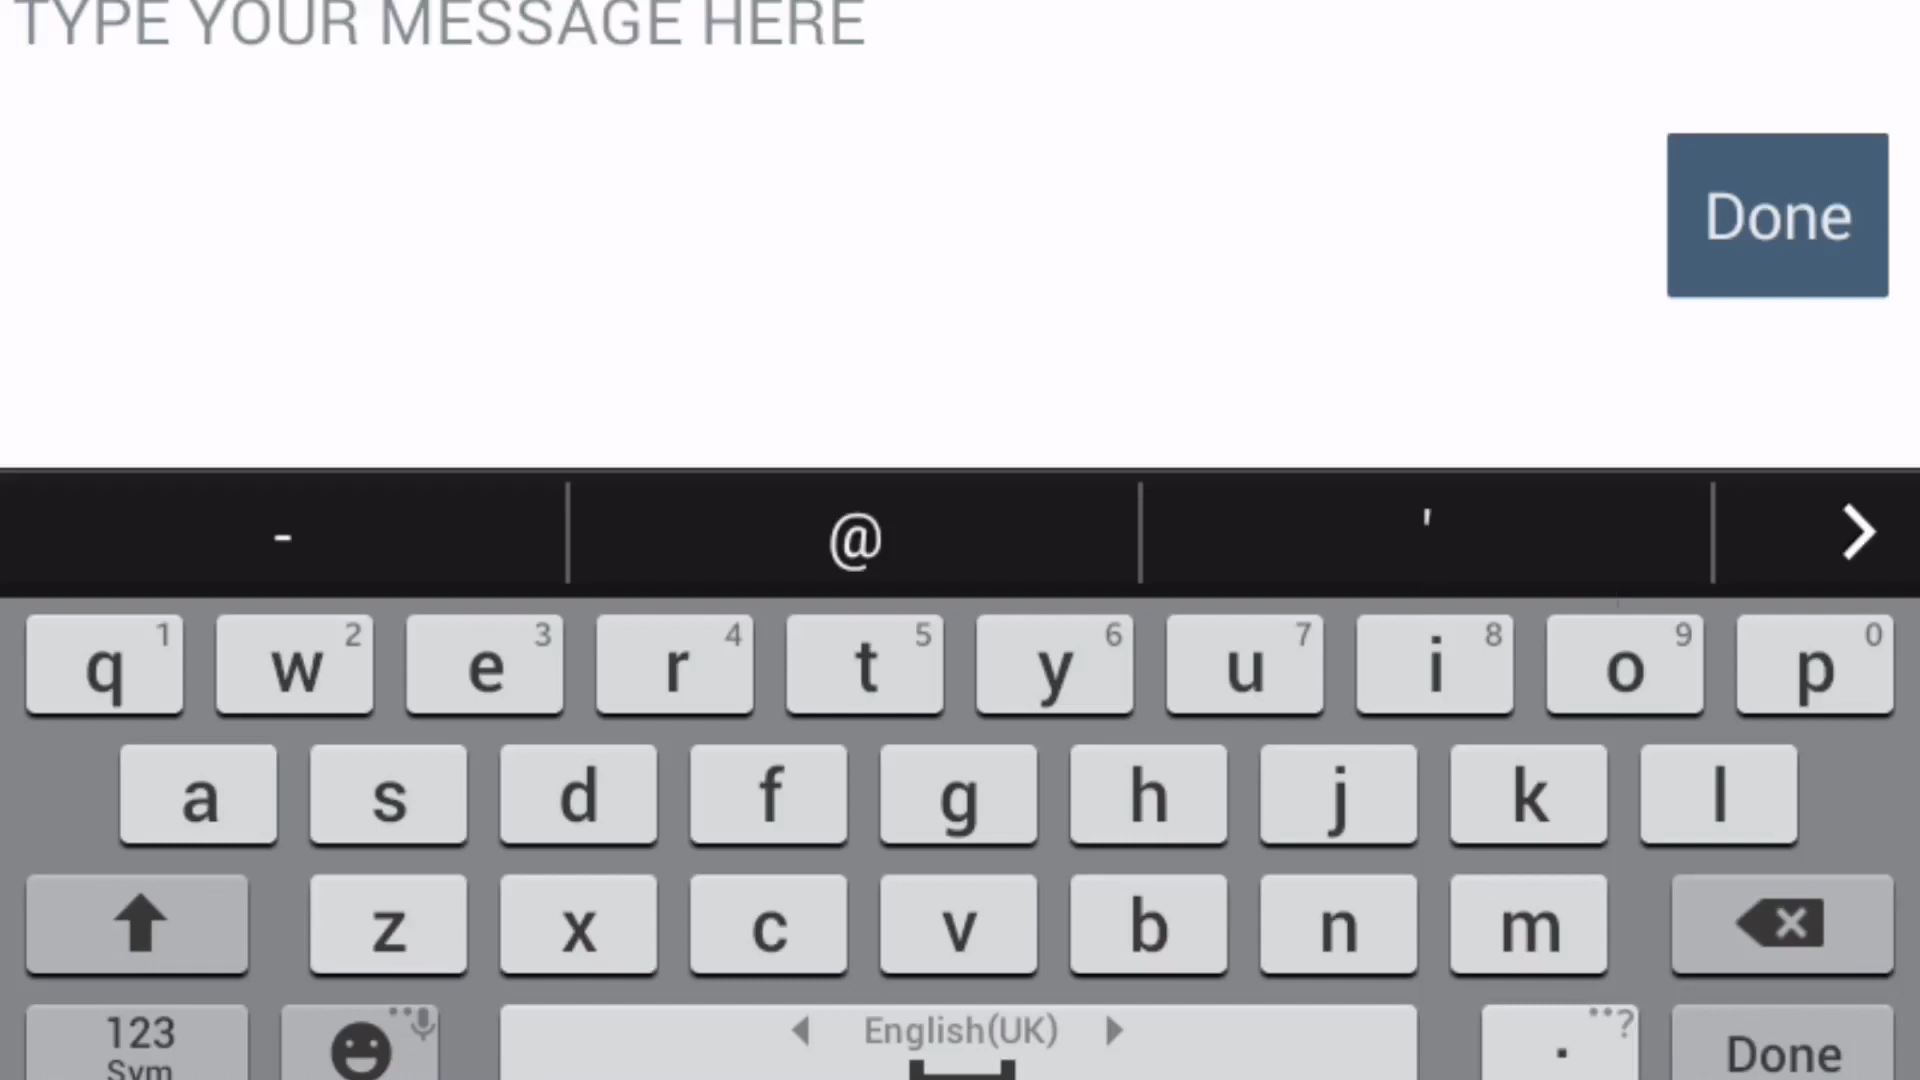 TYPE YOUR MESSAGE HERE
Done
- @ '
q 1 w 2 e 3 r 4 t 5 y 6 u 7 i 8 o 9 p 0
a s d f g h j k l
z x c v b n m
123 English(UK) . ? Done
Sym